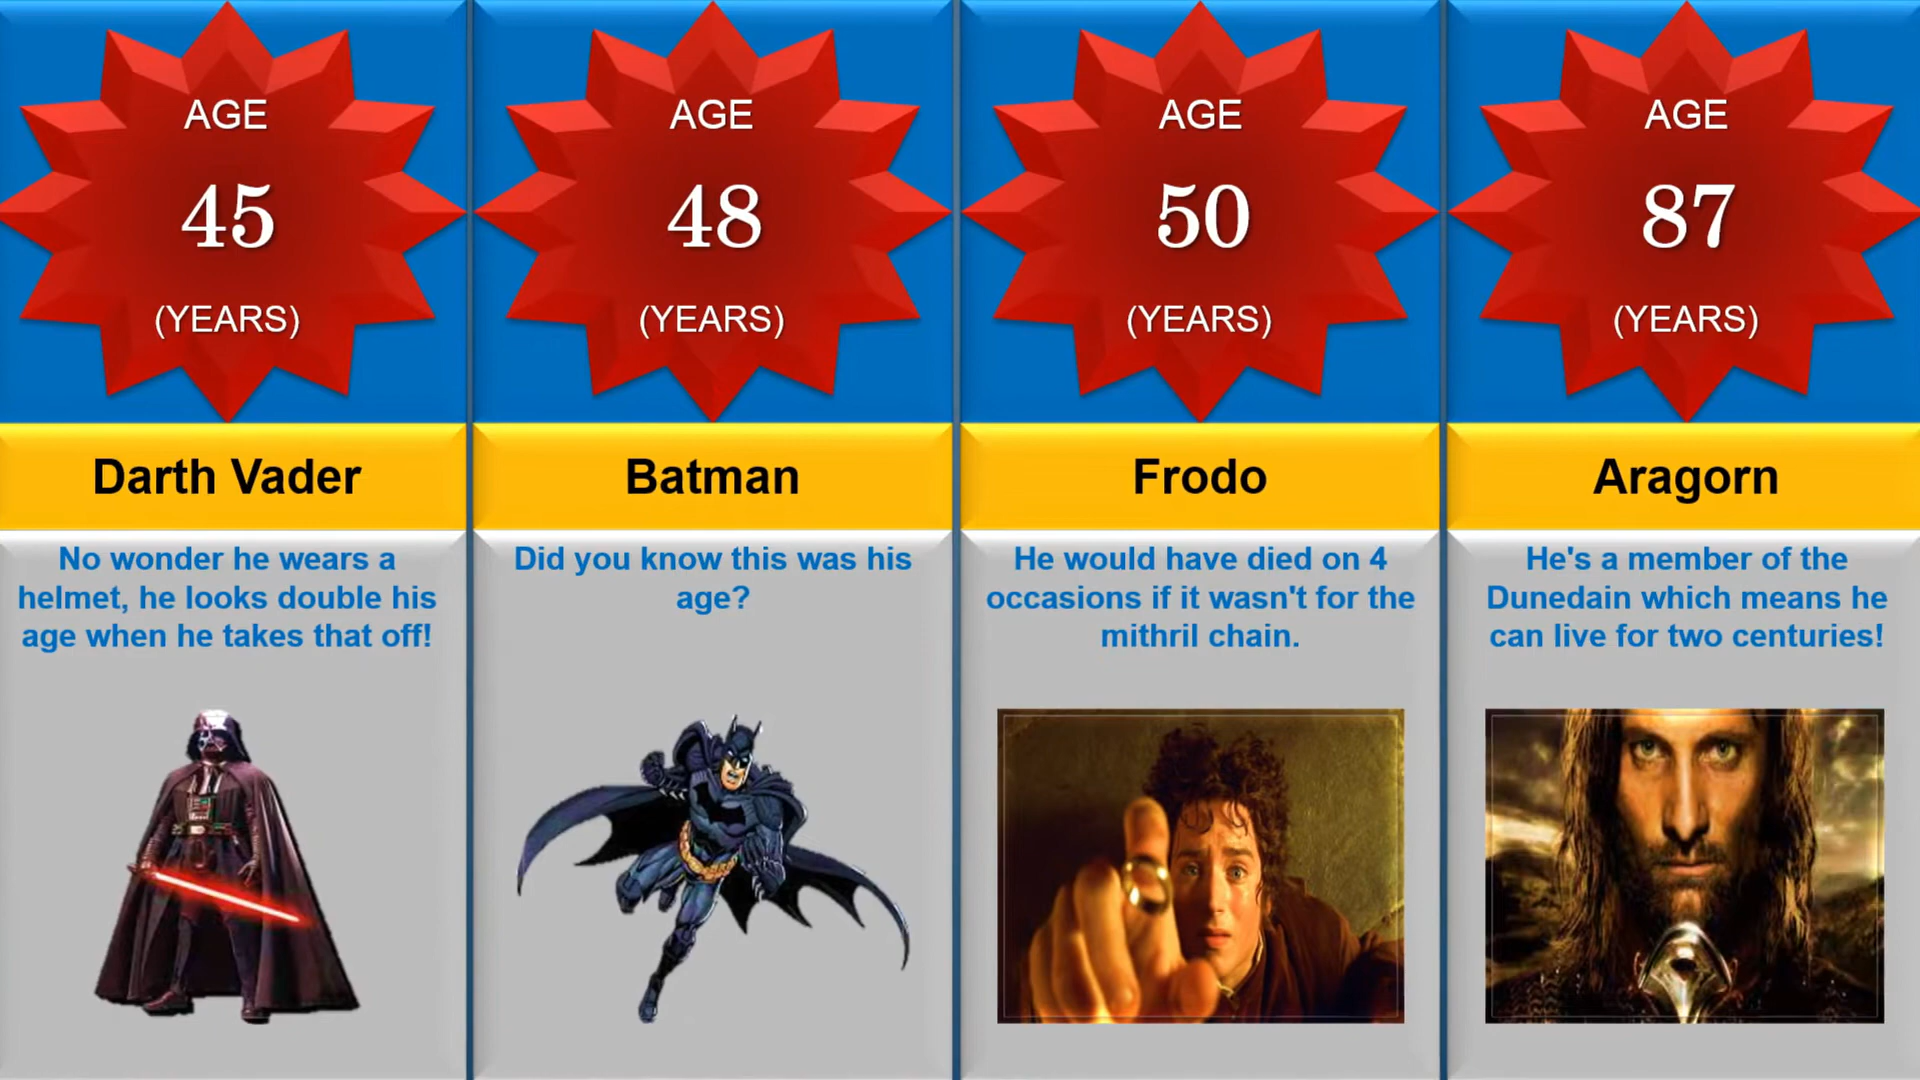 AGE
45
(YEARS)
Darth Vader
No wonder he wears a
helmet, he looks double his
age when he takes that off!
AGE
48
(YEARS)
Batman
Did you know this was his
age?
AGE
50
(YEARS)
Frodo
He would have died on 4
occasions if it wasn't for the
mithril chain.
AGE
87
(YEARS)
Aragorn
He's a member of the
Dunedain which means he
can live for two centuries!